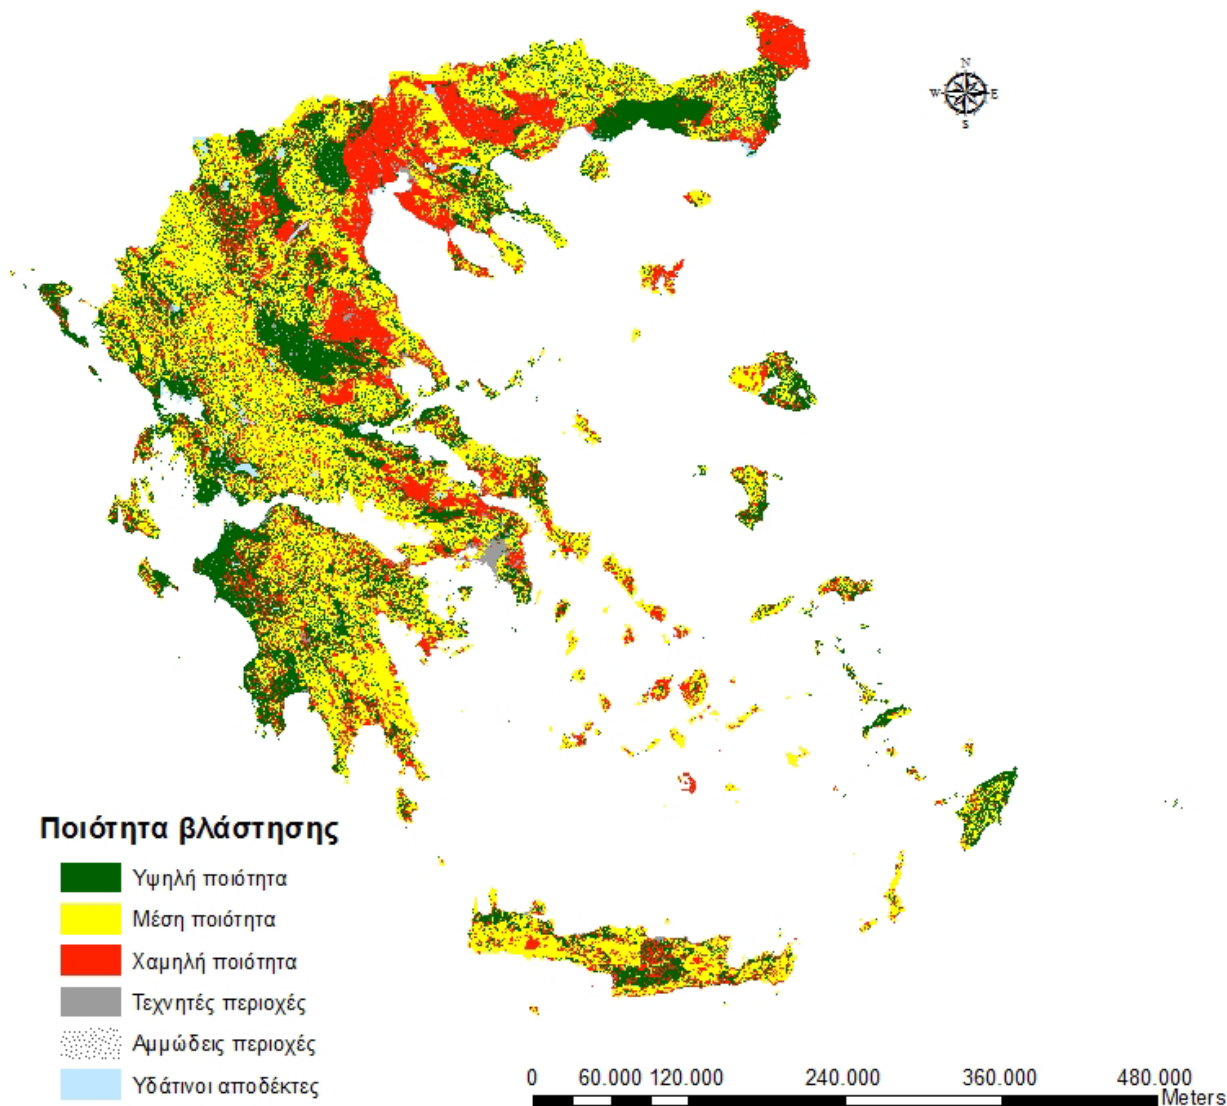 N
W E
S
Ποιότητα βλάστησης
Υψηλή ποιότητα
Μέση ποιότητα
Χαμηλή ποιότητα
Τεχνητές περιοχές
Αμμώδεις περιοχές
Υδάτινοι αποδέκτες
0 60.000 120.000 240.000 360.000 480.000
Meters